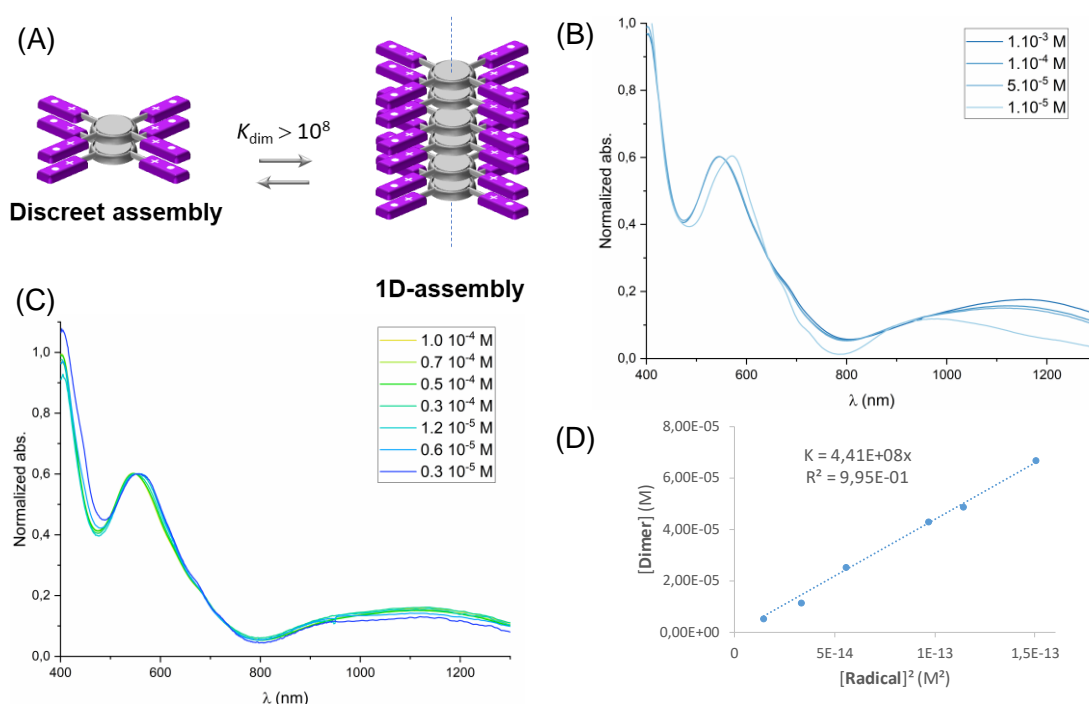 (A)
K_dim > 10⁸
Discreet assembly
1D-assembly
(B)
Normalized abs.
1,0
0,8
0,6
0,4
0,2
0,0
400 600 800 1000 1200
λ (nm)
1.10⁻³ M
1.10⁻⁴ M
5.10⁻⁵ M
1.10⁻⁵ M
(C)
Normalized abs.
1,0
0,8
0,6
0,4
0,2
0,0
400 600 800 1000 1200
λ (nm)
1.0 10⁻⁴ M
0.7 10⁻⁴ M
0.5 10⁻⁴ M
0.3 10⁻⁴ M
1.2 10⁻⁵ M
0.6 10⁻⁵ M
0.3 10⁻⁵ M
(D)
[Dimer] (M)
8,00E-05
6,00E-05
4,00E-05
2,00E-05
0,00E+00
K = 4,41E+08x
R² = 9,95E-01
0 5E-14 1E-13 1,5E-13
[Radical]² (M²)